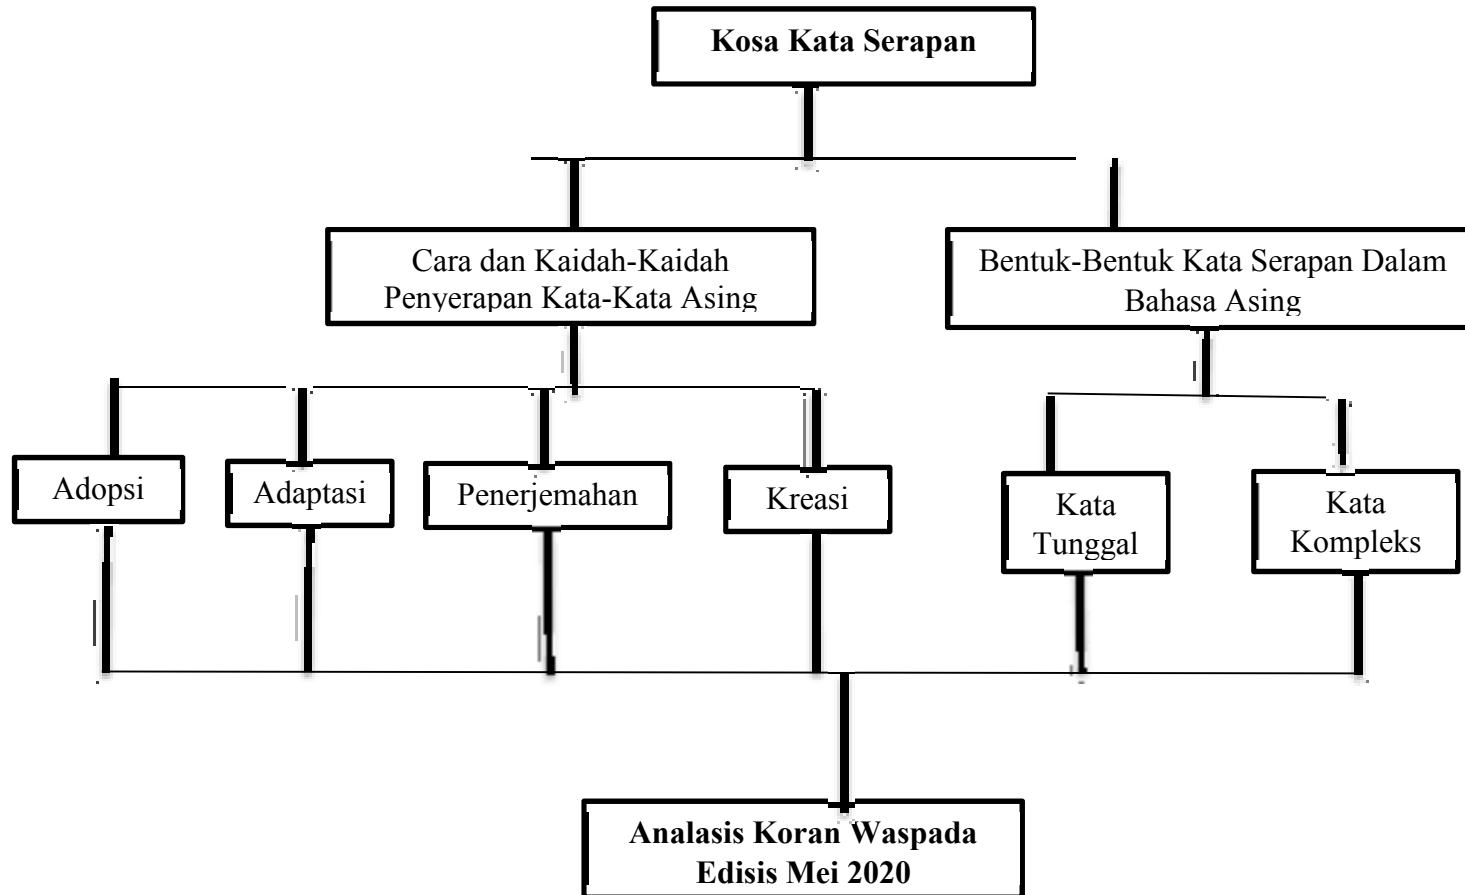 Kosa Kata Serapan
Cara dan Kaidah-Kaidah
Penyerapan Kata-Kata Asing
Bentuk-Bentuk Kata Serapan Dalam
Bahasa Asing
Adopsi
Adaptasi
Penerjemahan
Kreasi
Kata
Tunggal
Kata
Kompleks
Analasis Koran Waspada
Edisis Mei 2020